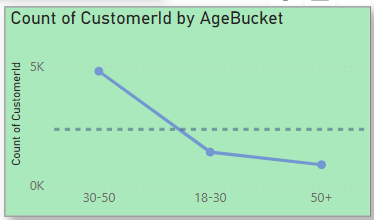 Count of CustomerId by AgeBucket
Count of CustomerId
5K
0K
30-50
18-30
50+